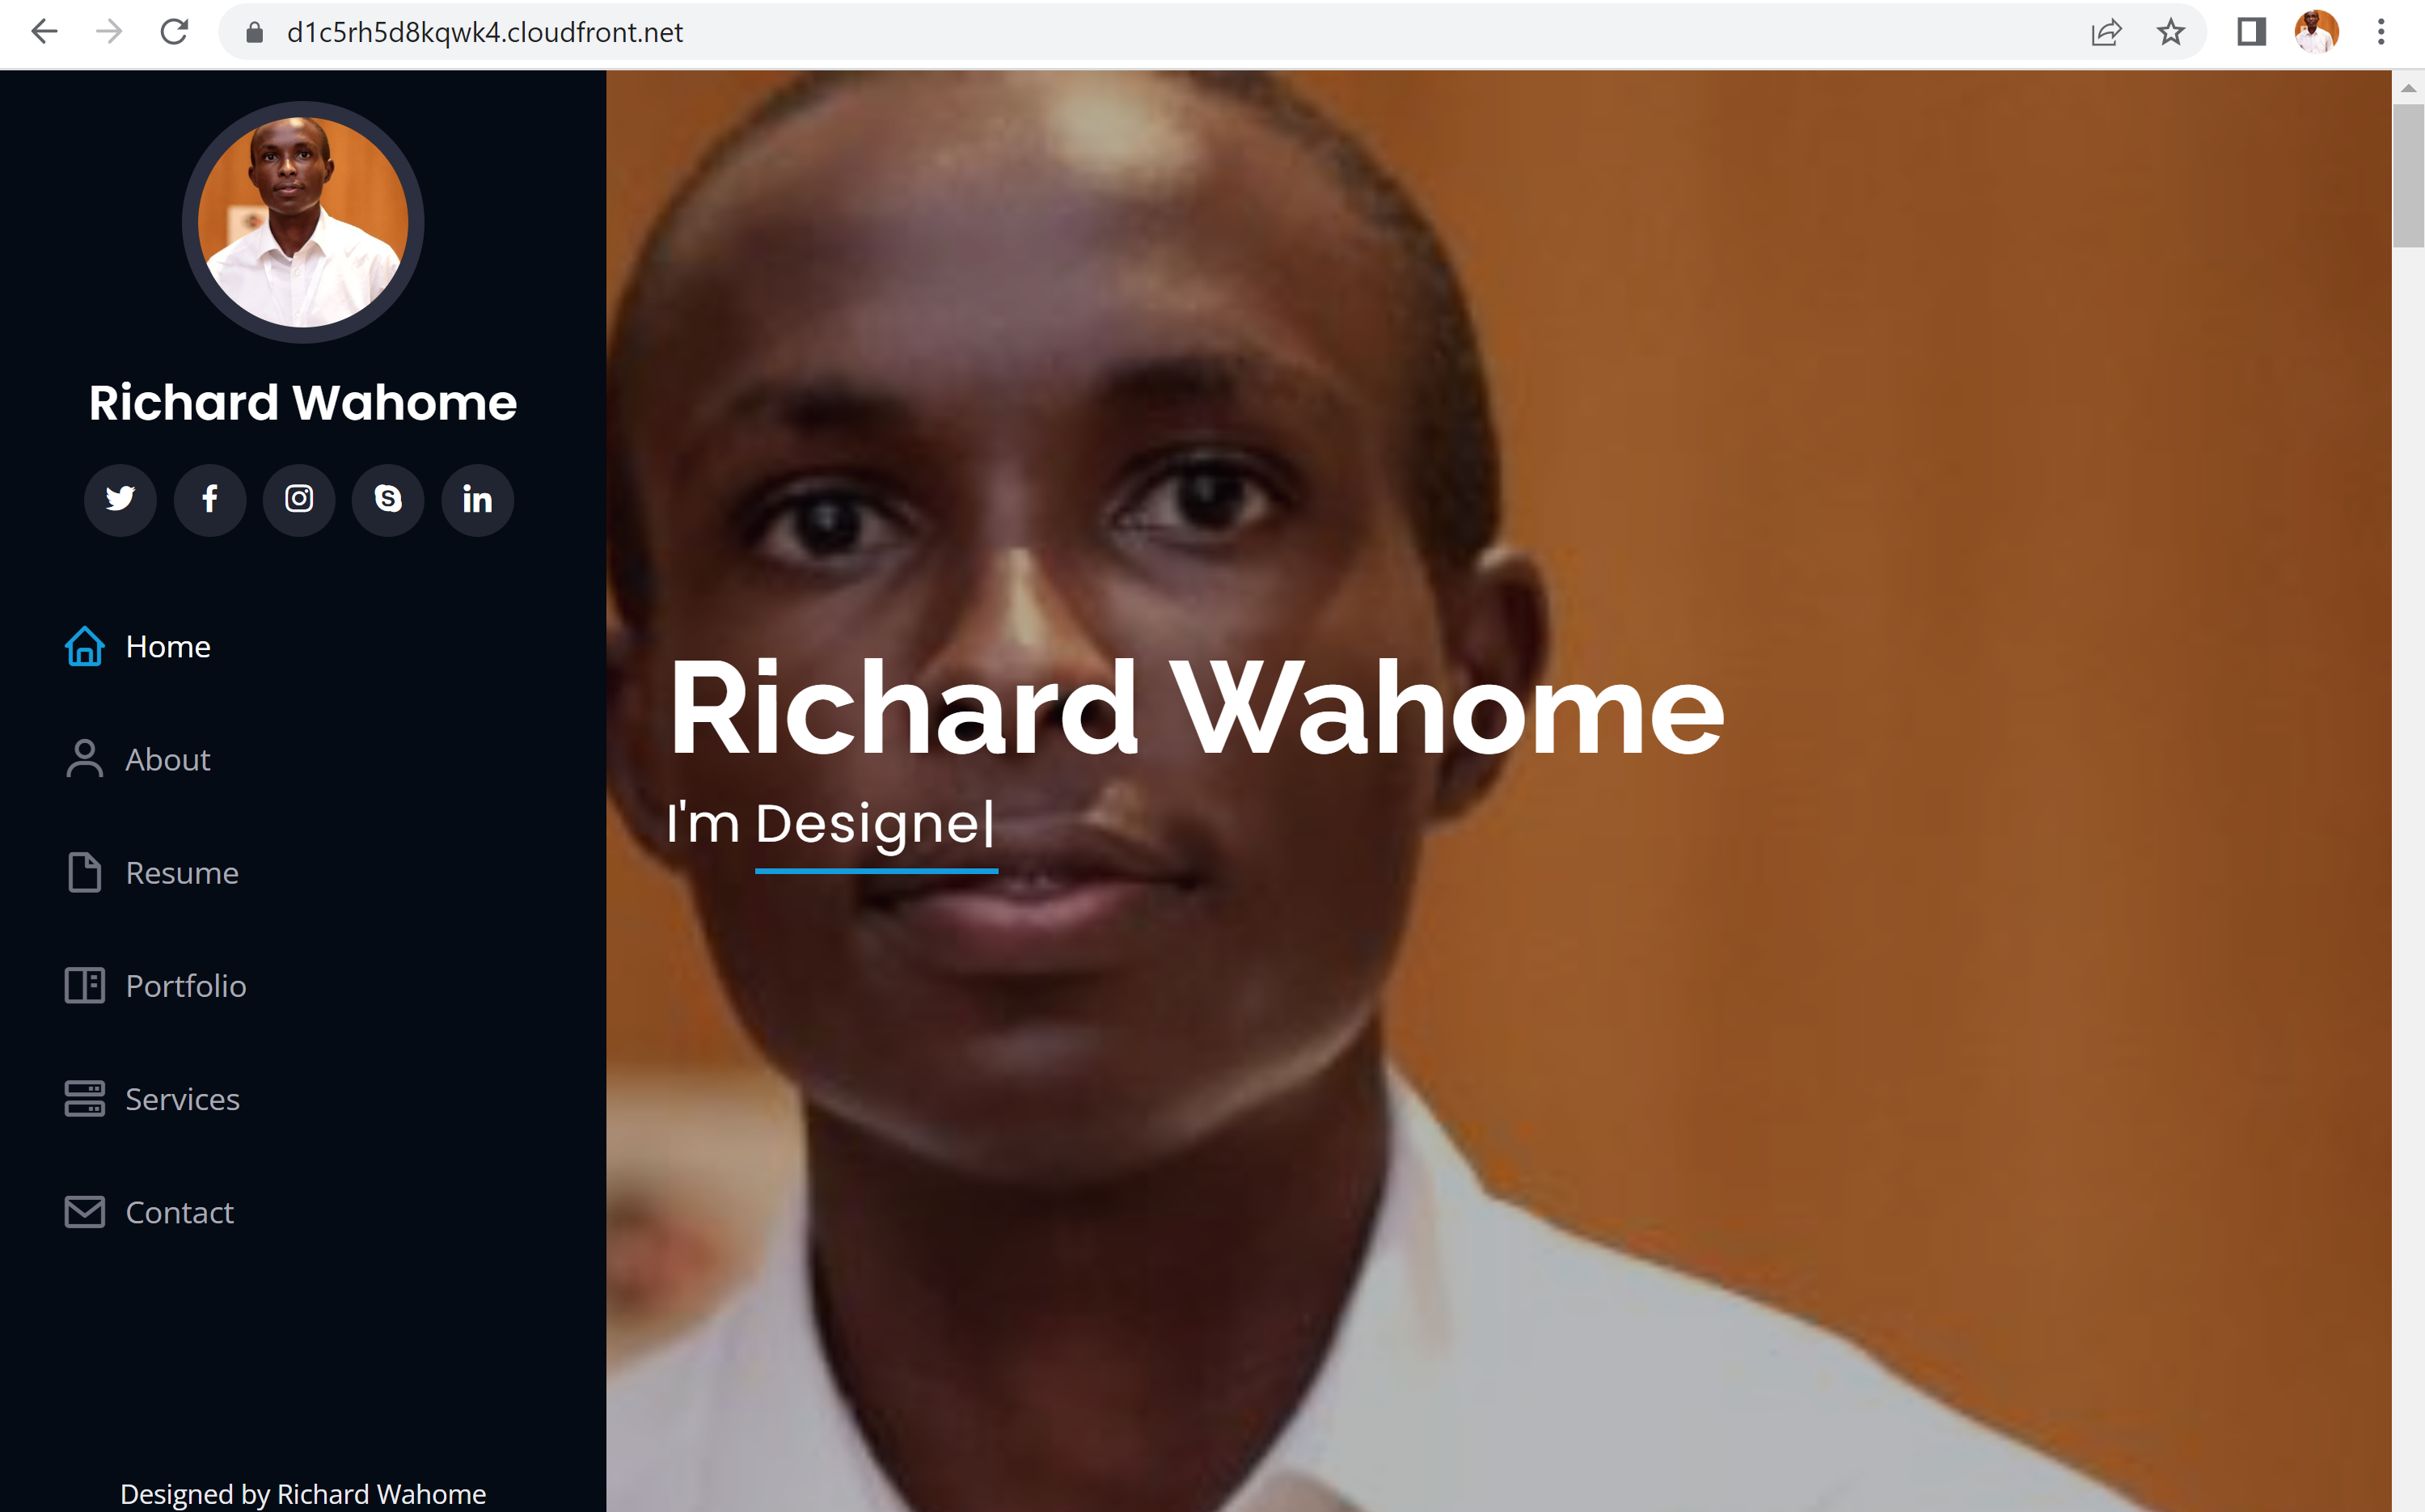 d1c5rh5d8kqwk4.cloudfront.net
Richard Wahome
Home
About
Resume
Portfolio
Services
Contact
Designed by Richard Wahome
Richard Wahome
I'm Designe|